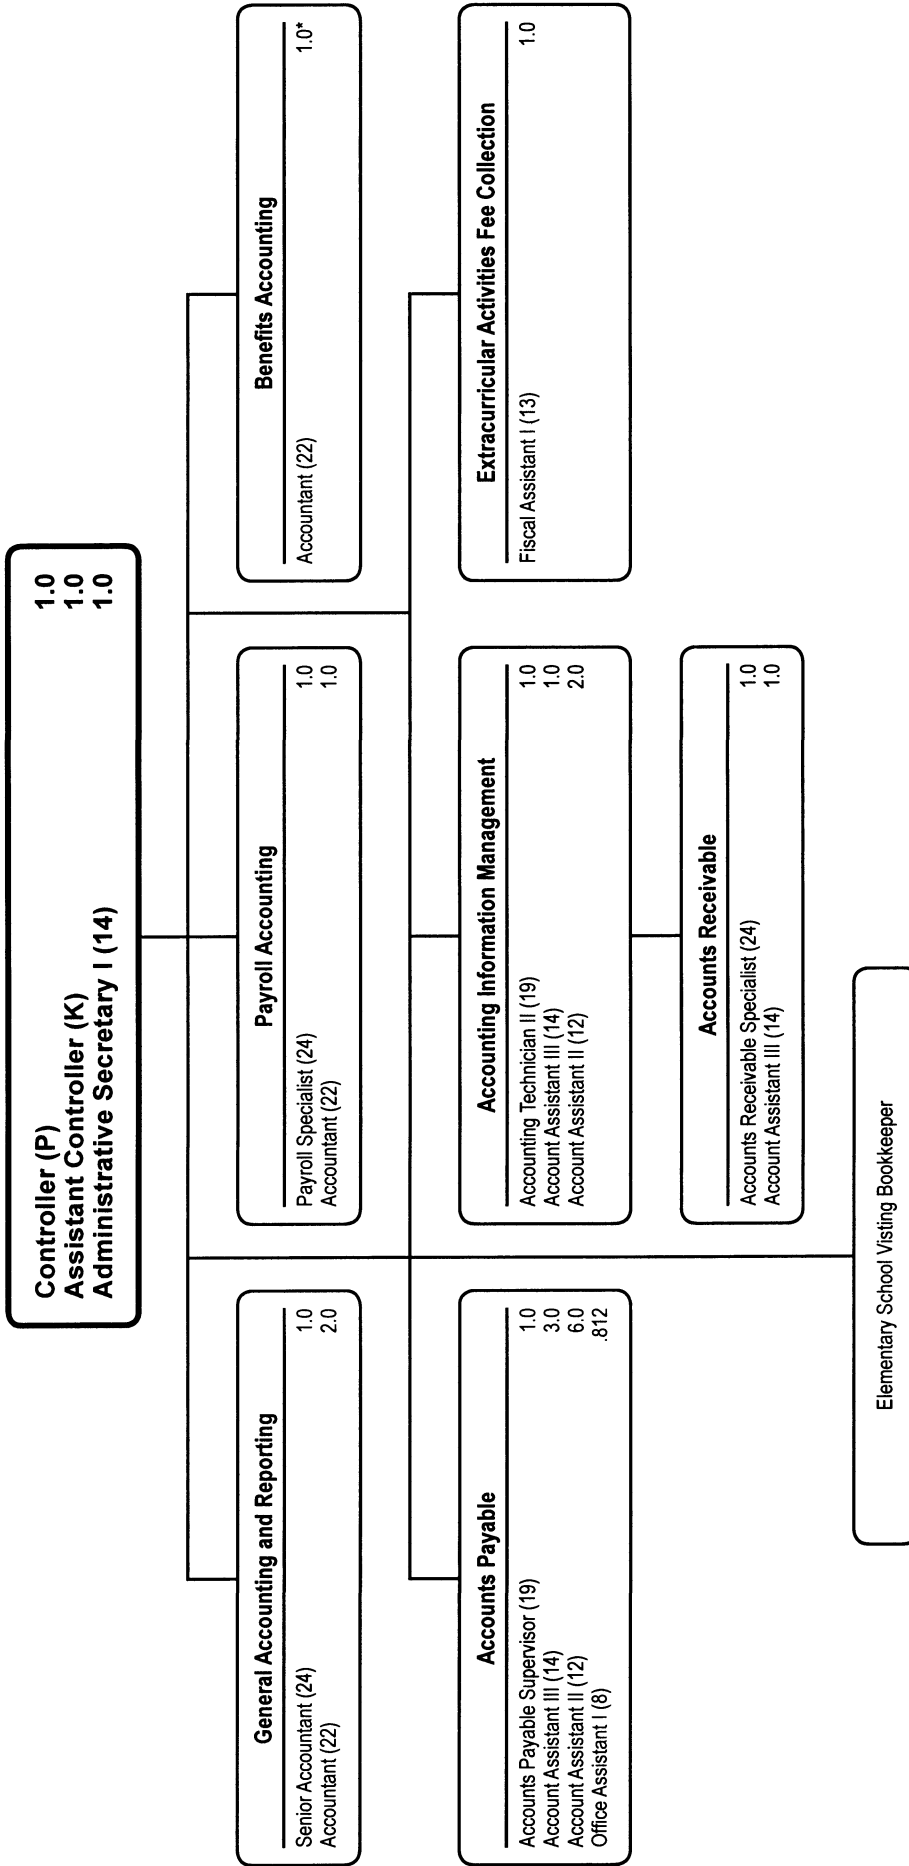 Controller (P) 1.0
Assistant Controller (K) 1.0
Administrative Secretary I (14) 1.0
General Accounting and Reporting
Senior Accountant (24) 1.0
Accountant (22) 2.0
Payroll Accounting
Payroll Specialist (24) 1.0
Accountant (22) 1.0
Benefits Accounting
Accountant (22) 1.0*
Accounts Payable
Accounts Payable Supervisor (19) 1.0
Account Assistant III (14) 3.0
Account Assistant II (12) 6.0
Office Assistant I (8) .812
Accounting Information Management
Accounting Technician II (19) 1.0
Account Assistant III (14) 1.0
Account Assistant II (12) 2.0
Extracurricular Activities Fee Collection
Fiscal Assistant I (13) 1.0
Accounts Receivable
Accounts Receivable Specialist (24) 1.0
Account Assistant III (14) 1.0
Elementary School Visting Bookkeeper